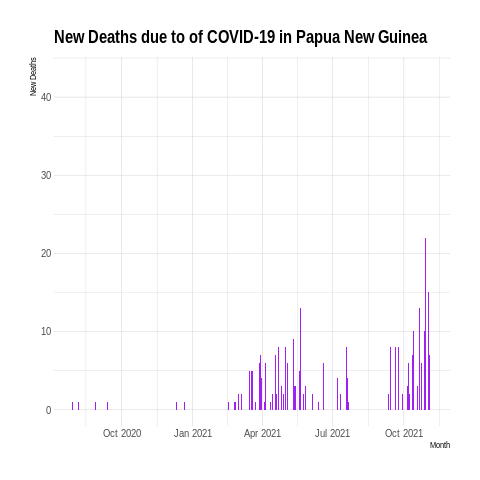 New Deaths due to of COVID-19 in Papua New Guinea
New Deaths
40
30
20
10
0
Oct 2020 Jan 2021 Apr 2021 Jul 2021 Oct 2021
Month